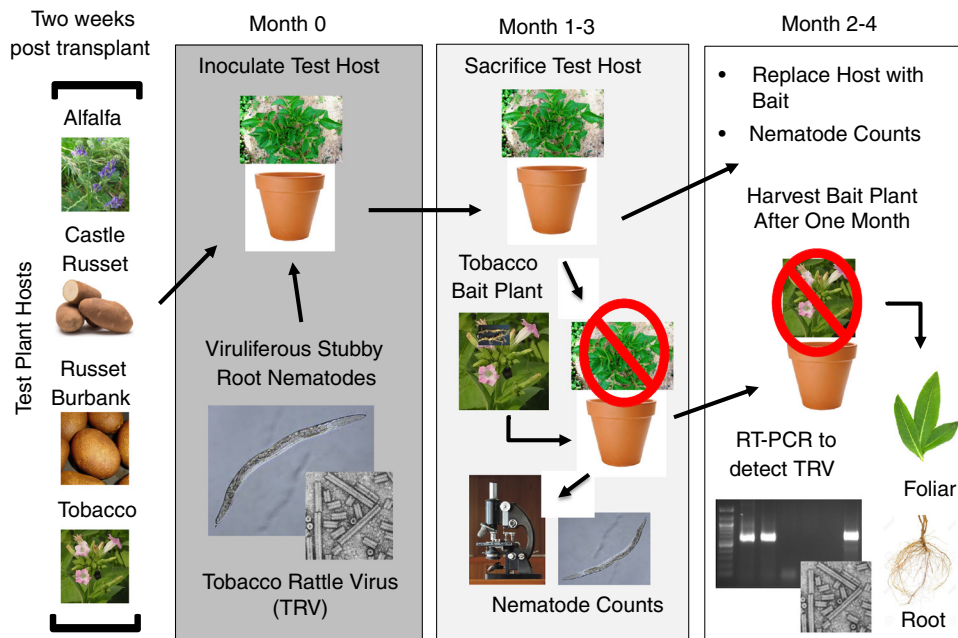 Two weeks
post transplant
Test Plant Hosts
Alfalfa
Castle
Russet
Russet
Burbank
Tobacco
Month 0
Inoculate Test Host
Viruliferous Stubby
Root Nematodes
Tobacco Rattle Virus
(TRV)
Month 1-3
Sacrifice Test Host
Tobacco
Bait Plant
Nematode Counts
Month 2-4
• Replace Host with
Bait
• Nematode Counts
Harvest Bait Plant
After One Month
RT-PCR to
detect TRV
Foliar
Root